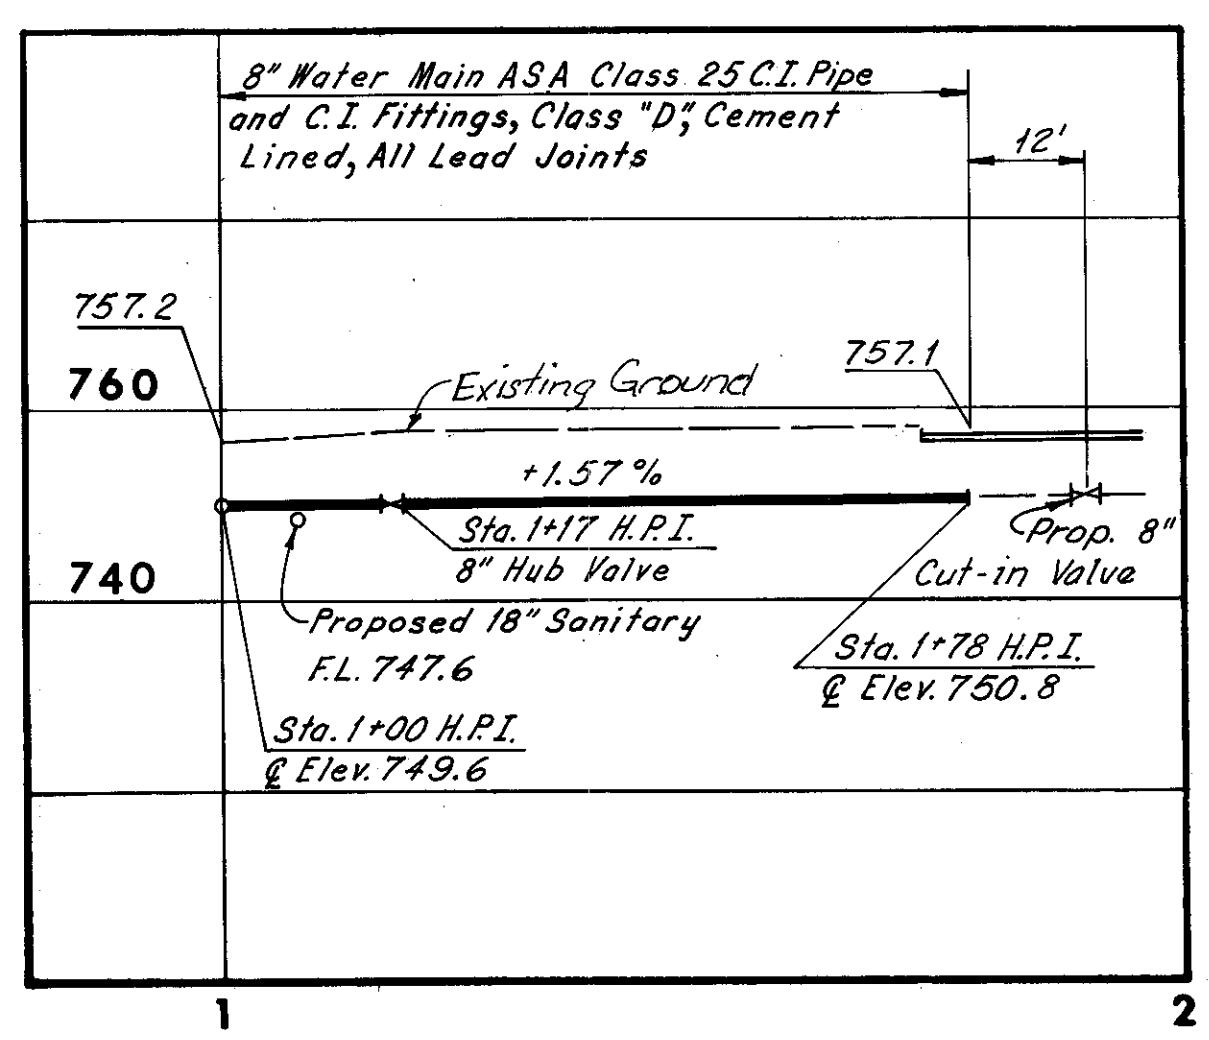 8" Water Main ASA Class 25 C.I. Pipe
and C.I. Fittings, Class "D", Cement
Lined, All Lead Joints
12'
757.2
757.1
760
Existing Ground
+1.57 %
Sta. 1+17 H.P.I.
8" Hub Valve
Prop. 8"
Cut-in Valve
740
Proposed 18" Sanitary
F.L. 747.6
Sta. 1+78 H.P.I.
℄ Elev. 750.8
Sta. 1+00 H.P.I.
℄ Elev. 749.6
1
2